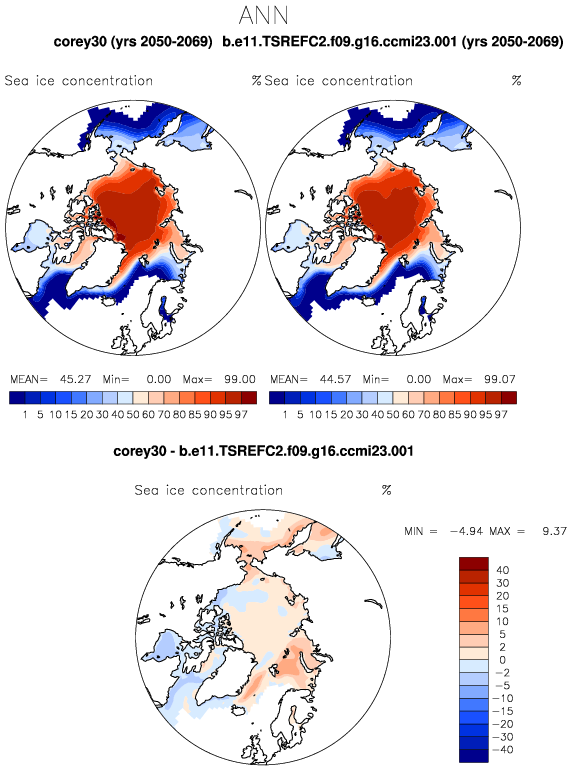 ANN
corey30 (yrs 2050-2069) b.e11.TSREFC2.f09.g16.ccmi23.001 (yrs 2050-2069)
Sea ice concentration % Sea ice concentration %
MEAN= 45.27 Min= 0.00 Max= 99.00 MEAN= 44.57 Min= 0.00 Max= 99.07
1 5 10 15 20 30 40 50 60 70 80 85 90 95 97 1 5 10 15 20 30 40 50 60 70 80 85 90 95 97
corey30 - b.e11.TSREFC2.f09.g16.ccmi23.001
Sea ice concentration %
MIN = -4.94 MAX = 9.37
40
30
20
15
10
5
2
0
-2
-5
-10
-15
-20
-30
-40